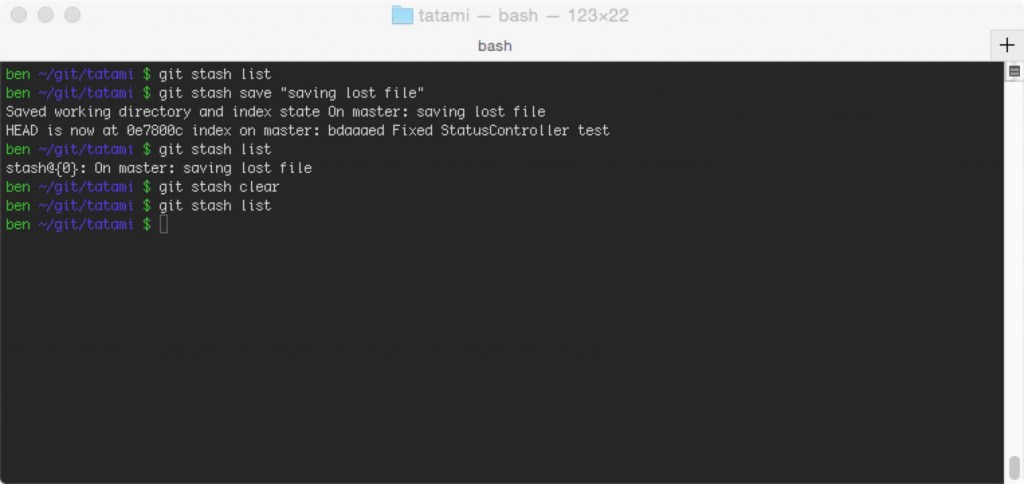 tatami — bash — 123×22
bash
+
ben ~/git/tatami $ git stash list
ben ~/git/tatami $ git stash save "saving lost file"
Saved working directory and index state On master: saving lost file
HEAD is now at 0e7800c index on master: bdaaaed Fixed StatusController test
ben ~/git/tatami $ git stash list
stash@{0}: On master: saving lost file
ben ~/git/tatami $ git stash clear
ben ~/git/tatami $ git stash list
ben ~/git/tatami $